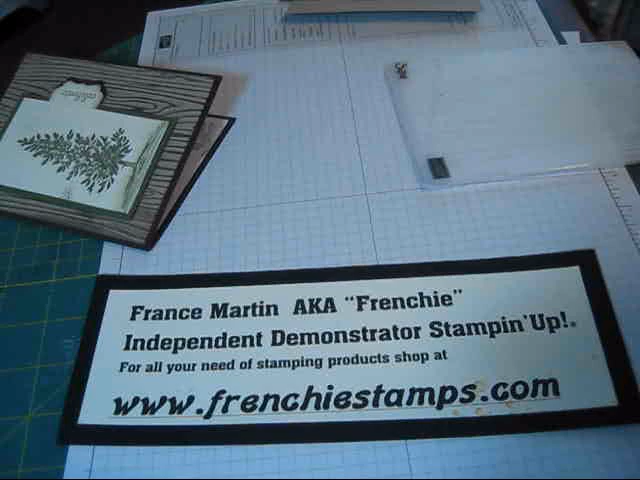 France Martin AKA "Frenchie"
Independent Demonstrator Stampin'Up!®
For all your need of stamping products shop at
www.frenchiestamps.com